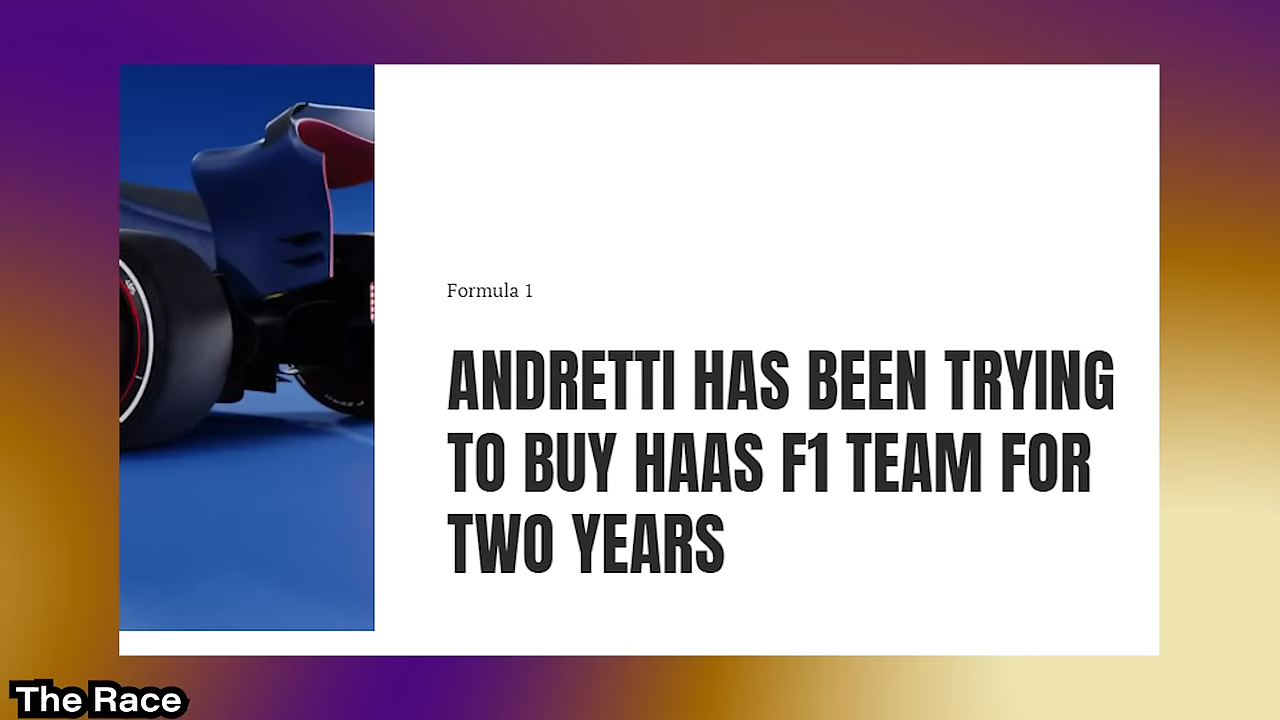 Formula 1
ANDRETTI HAS BEEN TRYING
TO BUY HAAS F1 TEAM FOR
TWO YEARS
The Race